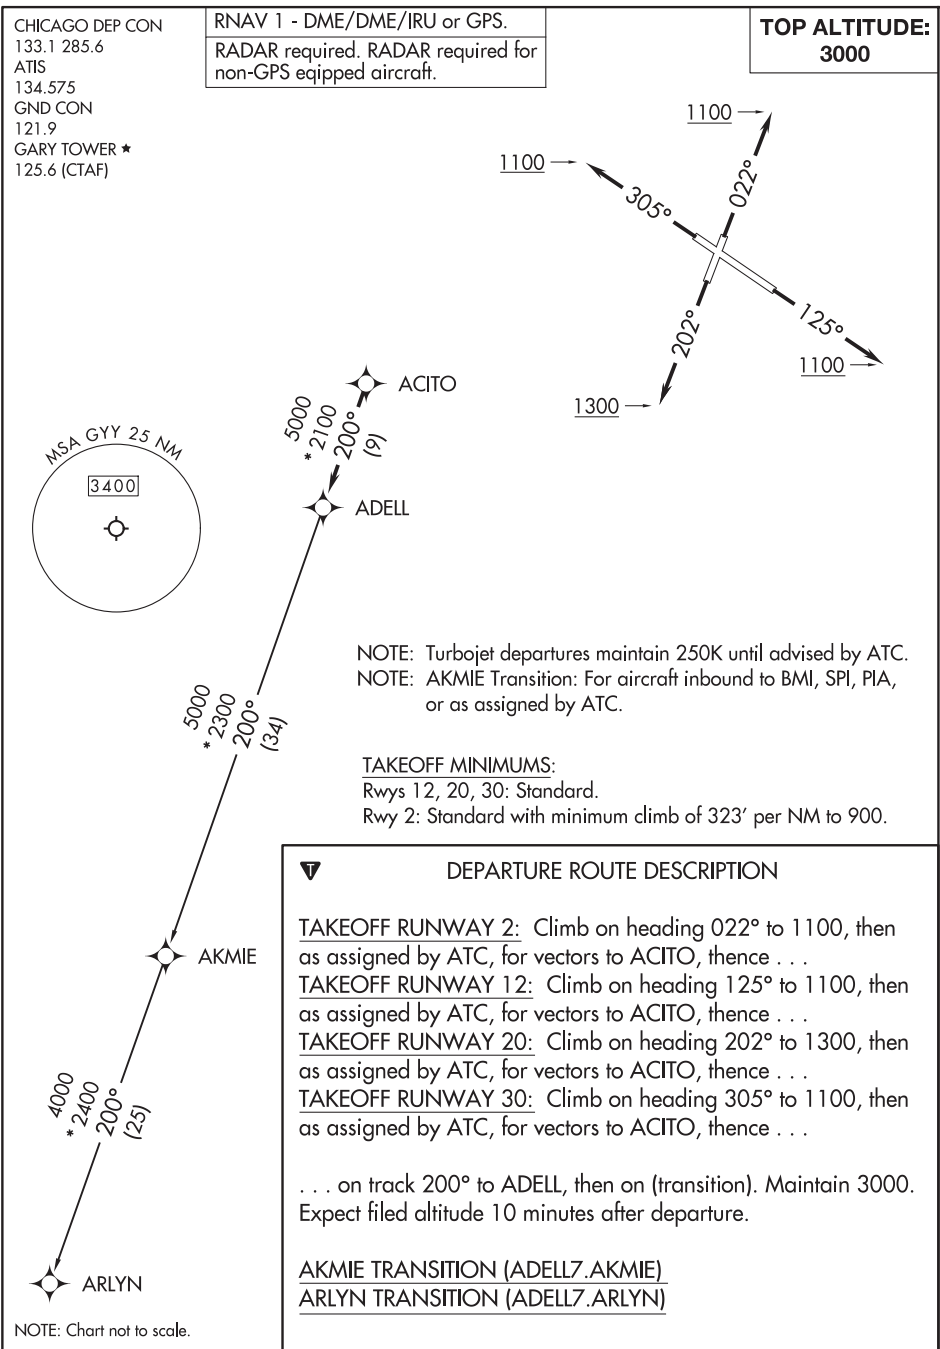 CHICAGO DEP CON
133.1 285.6
ATIS
134.575
GND CON
121.9
GARY TOWER ★
125.6 (CTAF)
RNAV 1 - DME/DME/IRU or GPS.
RADAR required. RADAR required for
non-GPS eqipped aircraft.
TOP ALTITUDE:
3000
1100
022°
1100
305°
125°
1100
202°
1300
ACITO
5000
* 2100
200°
(9)
ADELL
MSA GYY 25 NM
3400
NOTE: Turbojet departures maintain 250K until advised by ATC.
NOTE: AKMIE Transition: For aircraft inbound to BMI, SPI, PIA,
or as assigned by ATC.
5000
* 2300
200°
(34)
TAKEOFF MINIMUMS:
Rwys 12, 20, 30: Standard.
Rwy 2: Standard with minimum climb of 323' per NM to 900.
AKMIE
4000
* 2400
200°
(25)
ARLYN
NOTE: Chart not to scale.
T
DEPARTURE ROUTE DESCRIPTION
TAKEOFF RUNWAY 2: Climb on heading 022° to 1100, then
as assigned by ATC, for vectors to ACITO, thence . . .
TAKEOFF RUNWAY 12: Climb on heading 125° to 1100, then
as assigned by ATC, for vectors to ACITO, thence . . .
TAKEOFF RUNWAY 20: Climb on heading 202° to 1300, then
as assigned by ATC, for vectors to ACITO, thence . . .
TAKEOFF RUNWAY 30: Climb on heading 305° to 1100, then
as assigned by ATC, for vectors to ACITO, thence . . .
. . . on track 200° to ADELL, then on (transition). Maintain 3000.
Expect filed altitude 10 minutes after departure.
AKMIE TRANSITION (ADELL7.AKMIE)
ARLYN TRANSITION (ADELL7.ARLYN)